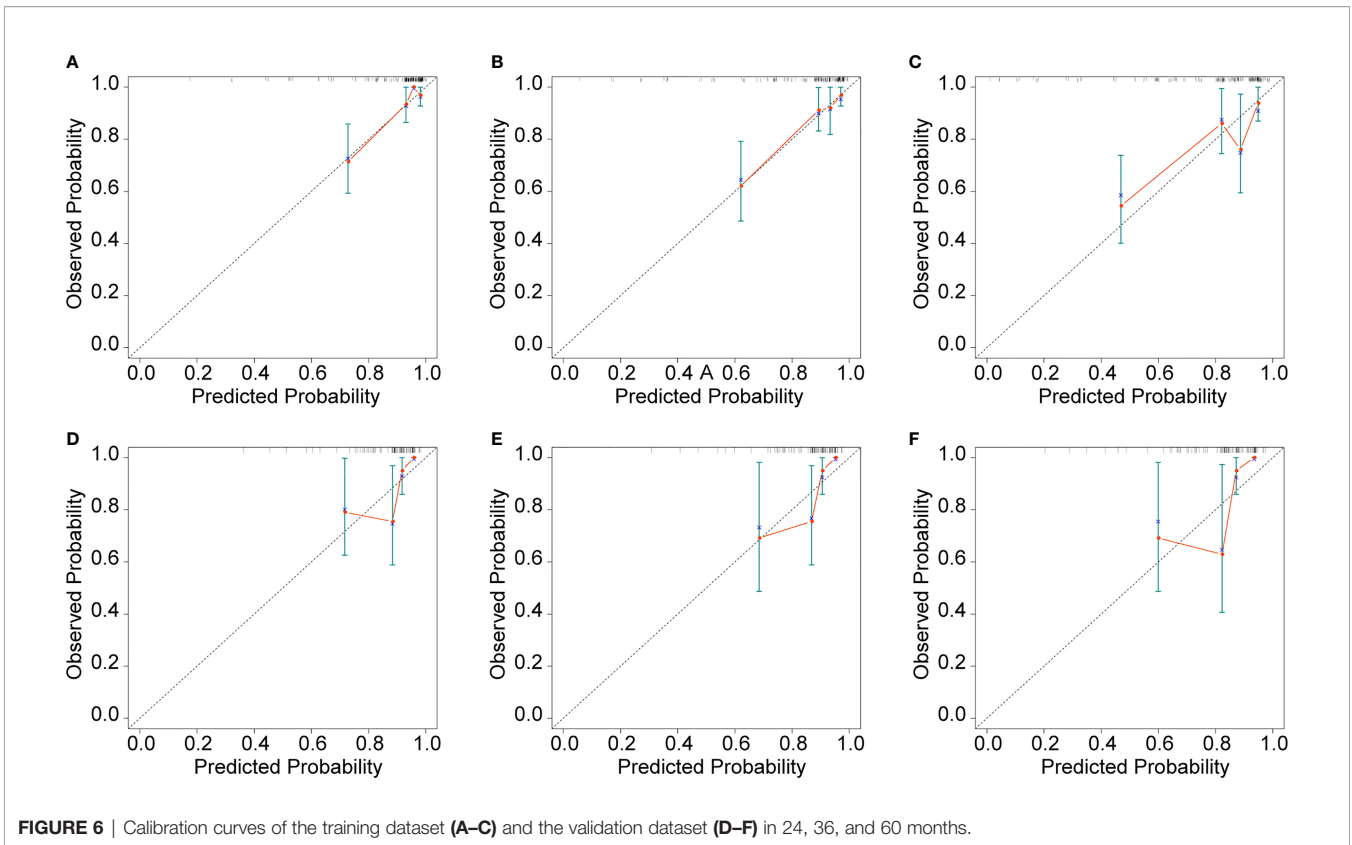 A
B
C
Observed Probability
1.0
0.8
0.6
0.4
0.2
0.0
0.0 0.2 0.4 0.6 0.8 1.0
Predicted Probability
Observed Probability
1.0
0.8
0.6
0.4
0.2
0.0
0.0 0.2 0.4 A 0.6 0.8 1.0
Predicted Probability
Observed Probability
1.0
0.8
0.6
0.4
0.2
0.0
0.0 0.2 0.4 0.6 0.8 1.0
Predicted Probability
D
E
F
Observed Probability
1.0
0.8
0.6
0.4
0.2
0.0
0.0 0.2 0.4 0.6 0.8 1.0
Predicted Probability
Observed Probability
1.0
0.8
0.6
0.4
0.2
0.0
0.0 0.2 0.4 0.6 0.8 1.0
Predicted Probability
Observed Probability
1.0
0.8
0.6
0.4
0.2
0.0
0.0 0.2 0.4 0.6 0.8 1.0
Predicted Probability
FIGURE 6 | Calibration curves of the training dataset (A–C) and the validation dataset (D–F) in 24, 36, and 60 months.